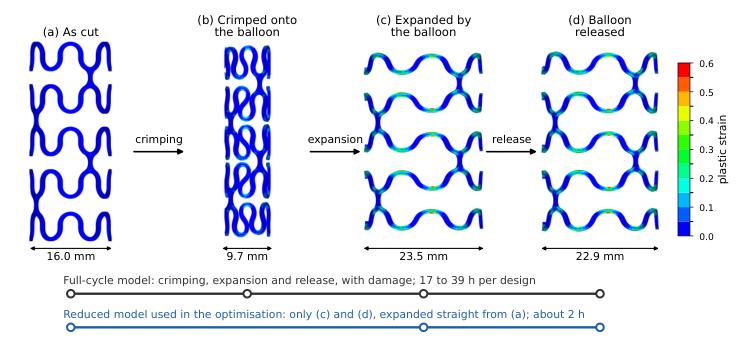 (a) As cut
(b) Crimped onto
the balloon
(c) Expanded by
the balloon
(d) Balloon
released
crimping
expansion
release
16.0 mm
9.7 mm
23.5 mm
22.9 mm
0.6
0.5
0.4
0.3
0.2
0.1
0.0
plastic strain
Full-cycle model: crimping, expansion and release, with damage; 17 to 39 h per design
Reduced model used in the optimisation: only (c) and (d), expanded straight from (a); about 2 h